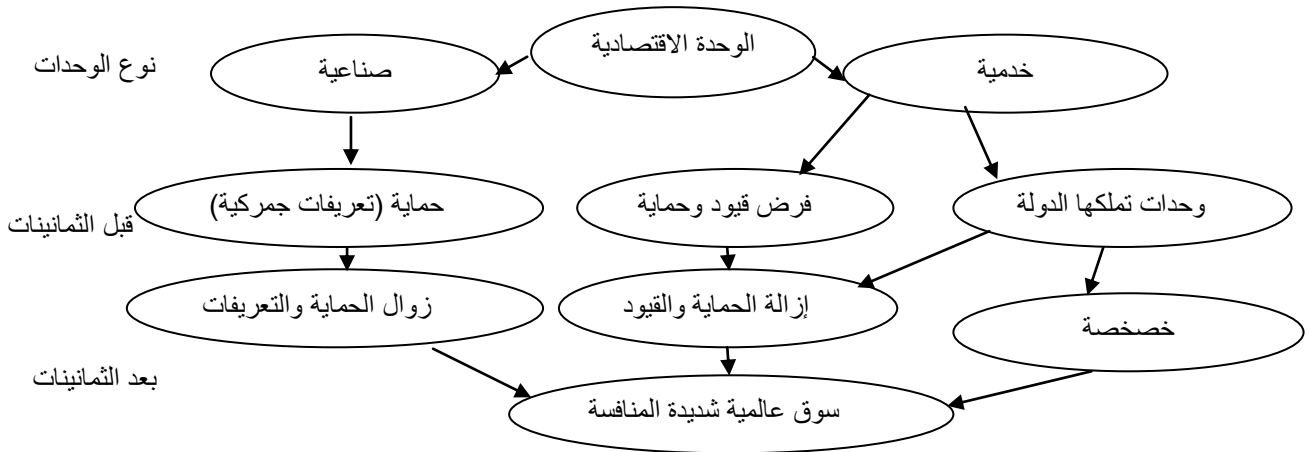 الوحدة الاقتصادية
نوع الوحدات
خدمية
صناعية
قبل الثمانينات
وحدات تملكها الدولة
فرض قيود وحماية
حماية (تعريفات جمركية)
خصخصة
إزالة الحماية والقيود
زوال الحماية والتعريفات
بعد الثمانينات
سوق عالمية شديدة المنافسة